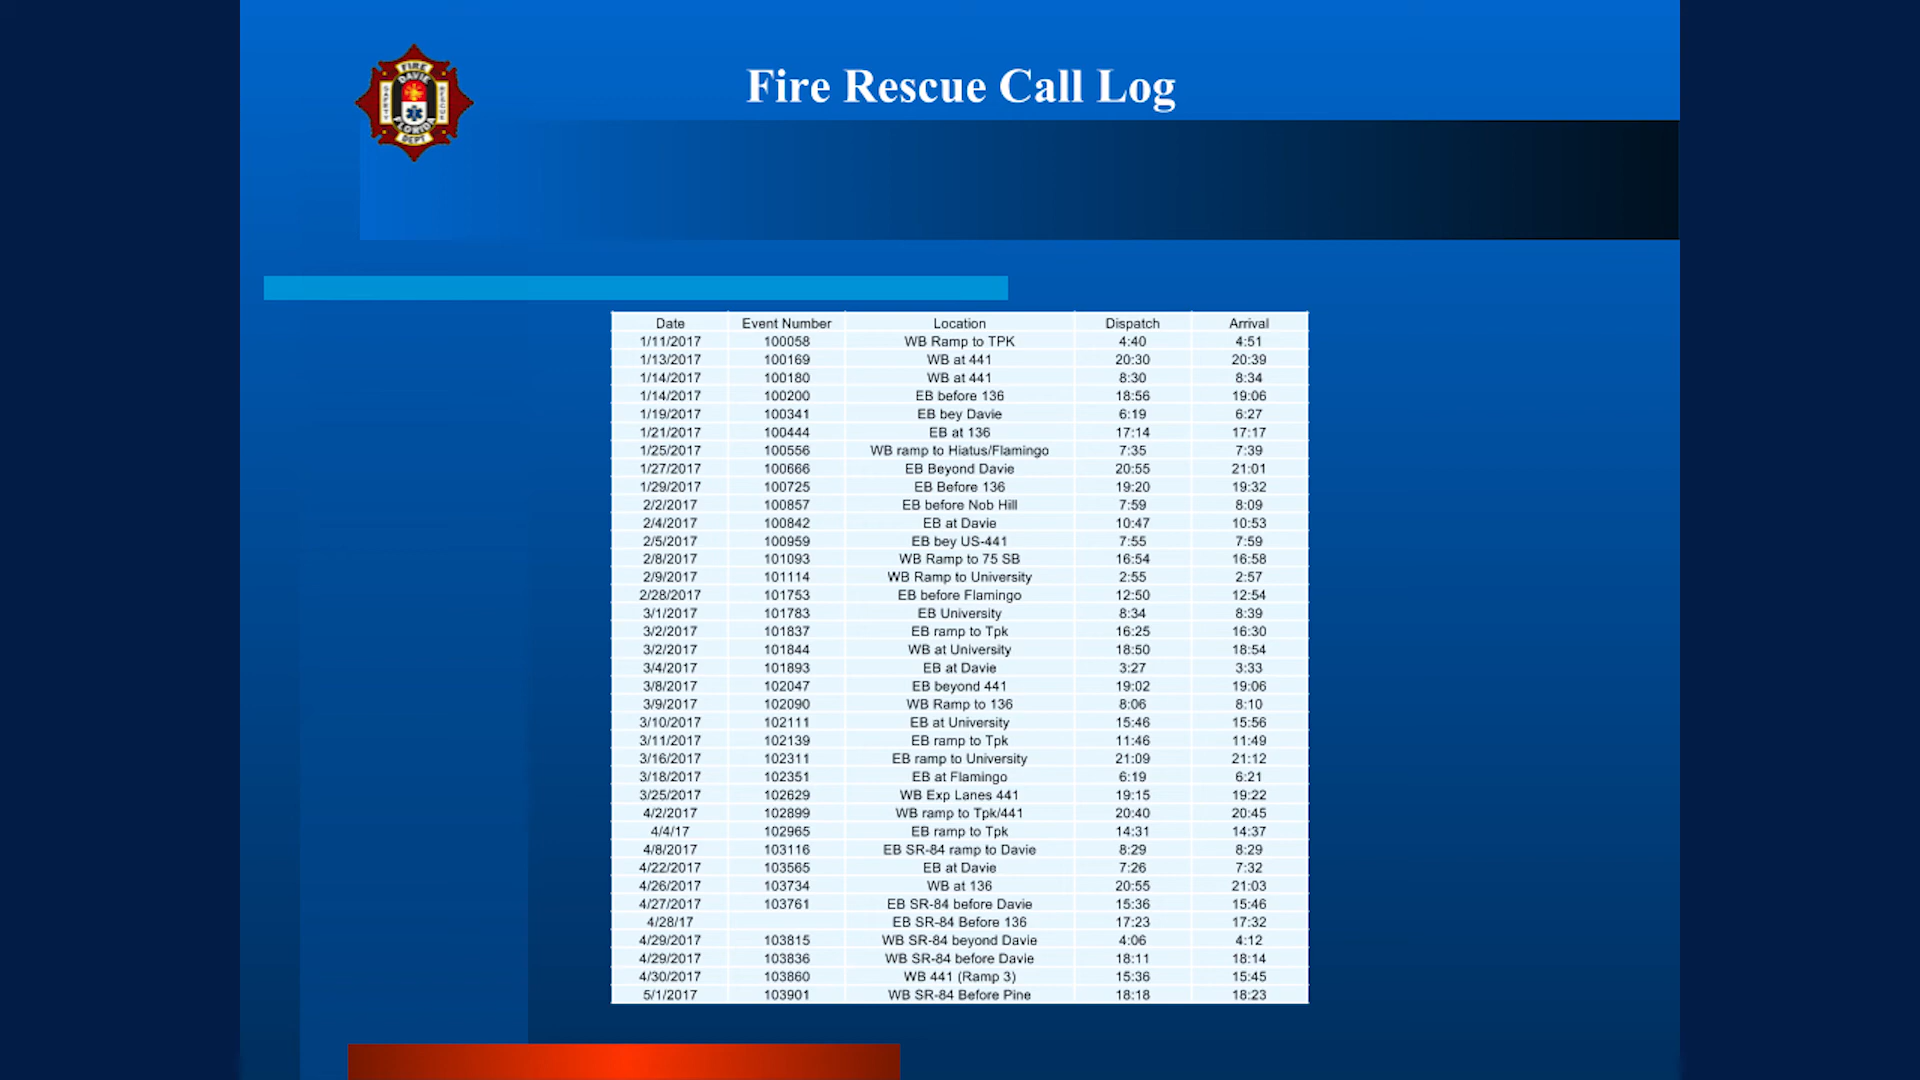 Fire Rescue Call Log
FIRE
DAVIE
SAFETY
RESCUE
FLORIDA
DEPT
Date Event Number Location Dispatch Arrival
1/11/2017 100058 WB Ramp to TPK 4:40 4:51
1/13/2017 100169 WB at 441 20:30 20:39
1/14/2017 100180 WB at 441 8:30 8:34
1/14/2017 100200 EB before 136 18:56 19:06
1/19/2017 100341 EB bey Davie 6:19 6:27
1/21/2017 100444 EB at 136 17:14 17:17
1/25/2017 100556 WB ramp to Hiatus/Flamingo 7:35 7:39
1/27/2017 100666 EB Beyond Davie 20:55 21:01
1/29/2017 100725 EB Before 136 19:20 19:32
2/2/2017 100857 EB before Nob Hill 7:59 8:09
2/4/2017 100842 EB at Davie 10:47 10:53
2/5/2017 100959 EB bey US-441 7:55 7:59
2/8/2017 101093 WB Ramp to 75 SB 16:54 16:58
2/9/2017 101114 WB Ramp to University 2:55 2:57
2/28/2017 101753 EB before Flamingo 12:50 12:54
3/1/2017 101783 EB University 8:34 8:39
3/2/2017 101837 EB ramp to Tpk 16:25 16:30
3/2/2017 101844 WB at University 18:50 18:54
3/4/2017 101893 EB at Davie 3:27 3:33
3/8/2017 102047 EB beyond 441 19:02 19:06
3/9/2017 102090 WB Ramp to 136 8:06 8:10
3/10/2017 102111 EB at University 15:46 15:56
3/11/2017 102139 EB ramp to Tpk 11:46 11:49
3/16/2017 102311 EB ramp to University 21:09 21:12
3/18/2017 102351 EB at Flamingo 6:19 6:21
3/25/2017 102629 WB Exp Lanes 441 19:15 19:22
4/2/2017 102899 WB ramp to Tpk/441 20:40 20:45
4/4/17 102965 EB ramp to Tpk 14:31 14:37
4/8/2017 103116 EB SR-84 ramp to Davie 8:29 8:29
4/22/2017 103565 EB at Davie 7:26 7:32
4/26/2017 103734 WB at 136 20:55 21:03
4/27/2017 103761 EB SR-84 before Davie 15:36 15:46
4/28/17 EB SR-84 Before 136 17:23 17:32
4/29/2017 103815 WB SR-84 beyond Davie 4:06 4:12
4/29/2017 103836 WB SR-84 before Davie 18:11 18:14
4/30/2017 103860 WB 441 (Ramp 3) 15:36 15:45
5/1/2017 103901 WB SR-84 Before Pine 18:18 18:23